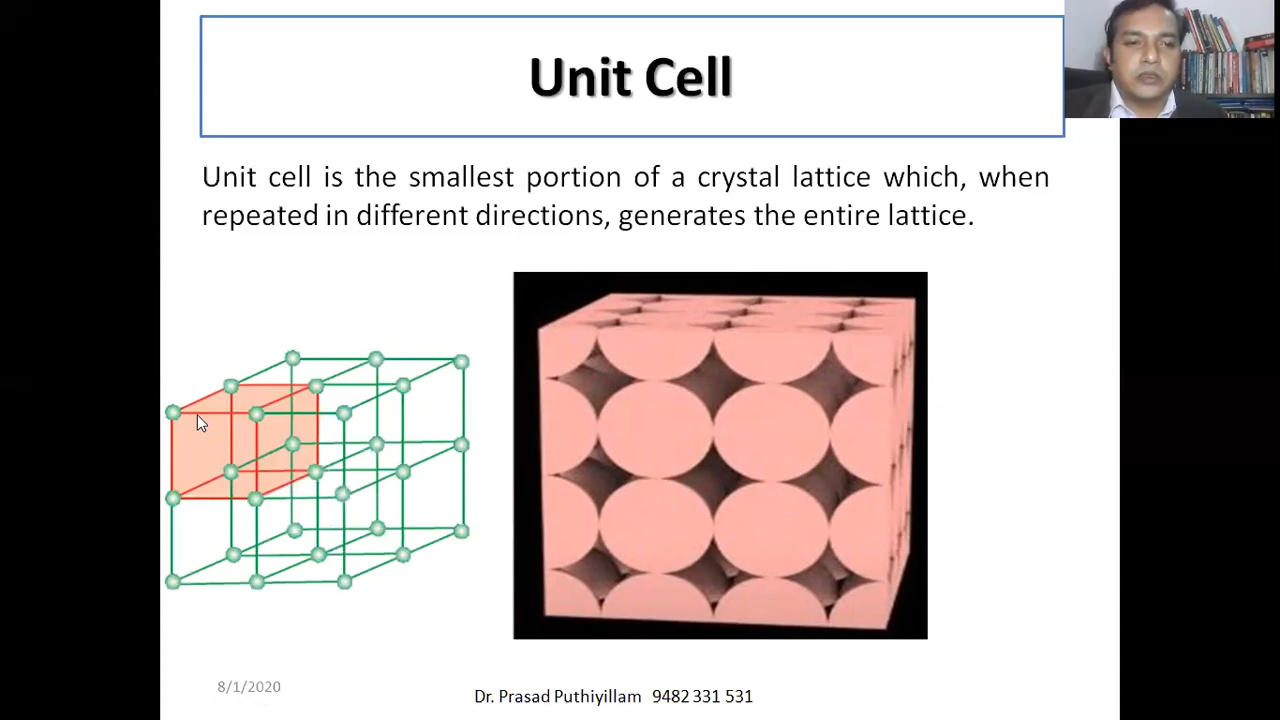 Unit Cell
Unit cell is the smallest portion of a crystal lattice which, when
repeated in different directions, generates the entire lattice.
8/1/2020
Dr. Prasad Puthiyillam 9482 331 531